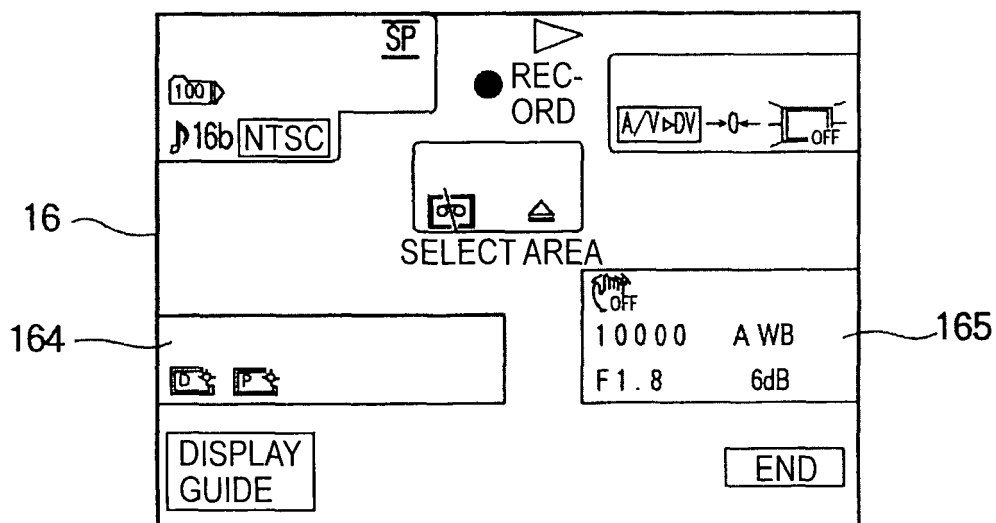 SP
100
16b NTSC
REC-
ORD
A/V▷DV →0← OFF
SELECT AREA
16
164
D P
OFF
10000 A WB
F1.8 6dB
165
DISPLAY
GUIDE
END